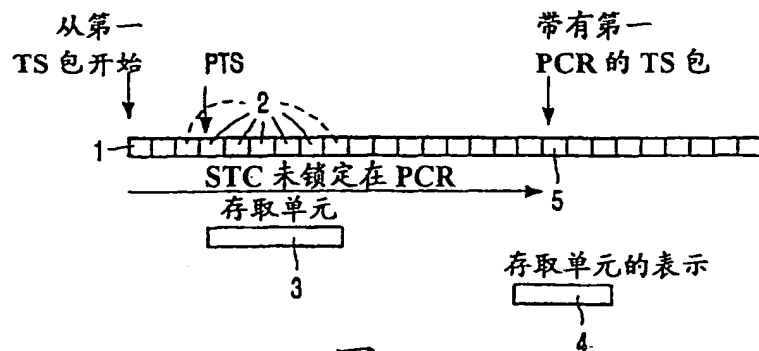 从第一
TS 包开始
PTS
带有第一
PCR 的 TS 包
2
1
STC 未锁定在 PCR
5
存取单元
3
存取单元的表示
4